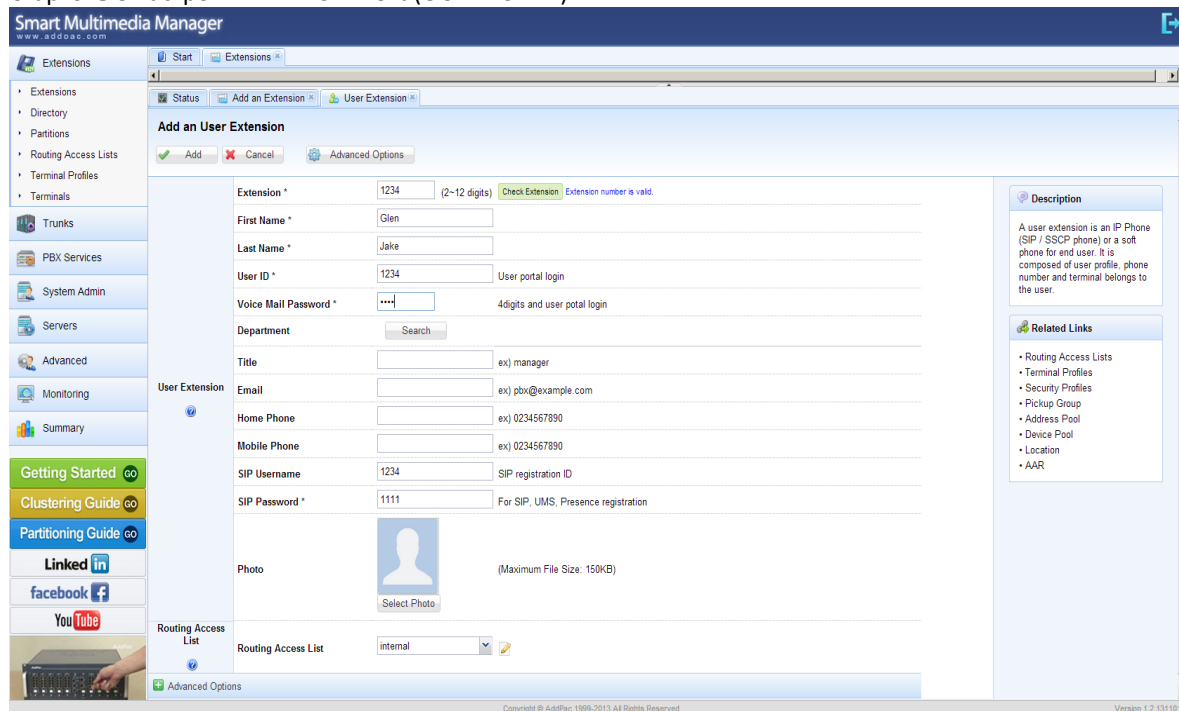 Smart Multimedia Manager
www.addpac.com
Extensions
Extensions
Directory
Partitions
Routing Access Lists
Terminal Profiles
Terminals
Trunks
PBX Services
System Admin
Servers
Advanced
Monitoring
Summary
Getting Started GO
Clustering Guide GO
Partitioning Guide GO
Linked in
facebook f
You Tube
Start Extensions
Status Add an Extension User Extension
Add an User Extension
Add Cancel Advanced Options
User Extension
Extension * 1234 (2~12 digits) Check Extension Extension number is valid.
First Name * Glen
Last Name * Jake
User ID * 1234 User portal login
Voice Mail Password * •••• 4digits and user potal login
Department Search
Title ex) manager
Email ex) pbx@example.com
Home Phone ex) 0234567890
Mobile Phone ex) 0234567890
SIP Username 1234 SIP registration ID
SIP Password * 1111 For SIP, UMS, Presence registration
Photo (Maximum File Size: 150KB)
Select Photo
Routing Access List
Routing Access List internal
Advanced Options
Description
A user extension is an IP Phone
(SIP / SSCP phone) or a soft
phone for end user. It is
composed of user profile, phone
number and terminal belongs to
the user.
Related Links
• Routing Access Lists
• Terminal Profiles
• Security Profiles
• Pickup Group
• Address Pool
• Device Pool
• Location
• AAR
Copyright © AddPac 1999-2013 All Rights Reserved
Version 1.2.13110